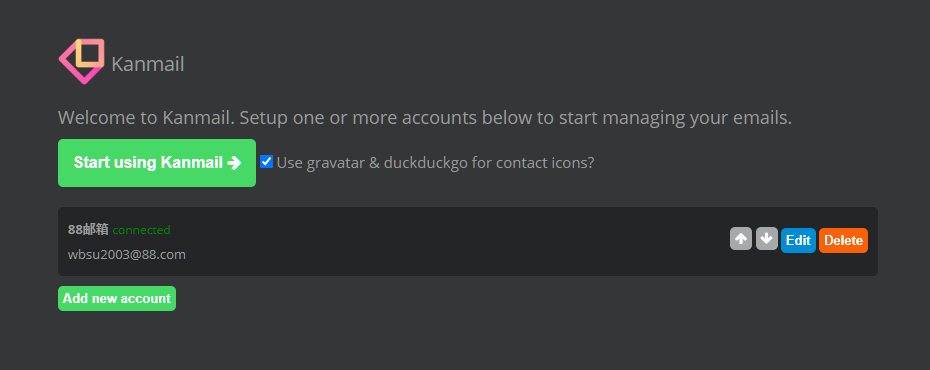 Kanmail
Welcome to Kanmail. Setup one or more accounts below to start managing your emails.
Start using Kanmail Use gravatar & duckduckgo for contact icons?
88邮箱 connected
wbsu2003@88.com
Edit Delete
Add new account